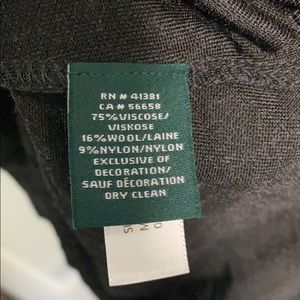 RN # 41381
CA # 56658
75% VISCOSE/
VISKOSE
16% WOOL/LAINE
9% NYLON/NYLON
EXCLUSIVE OF
DECORATION/
SAUF DÉCORATION
DRY CLEAN